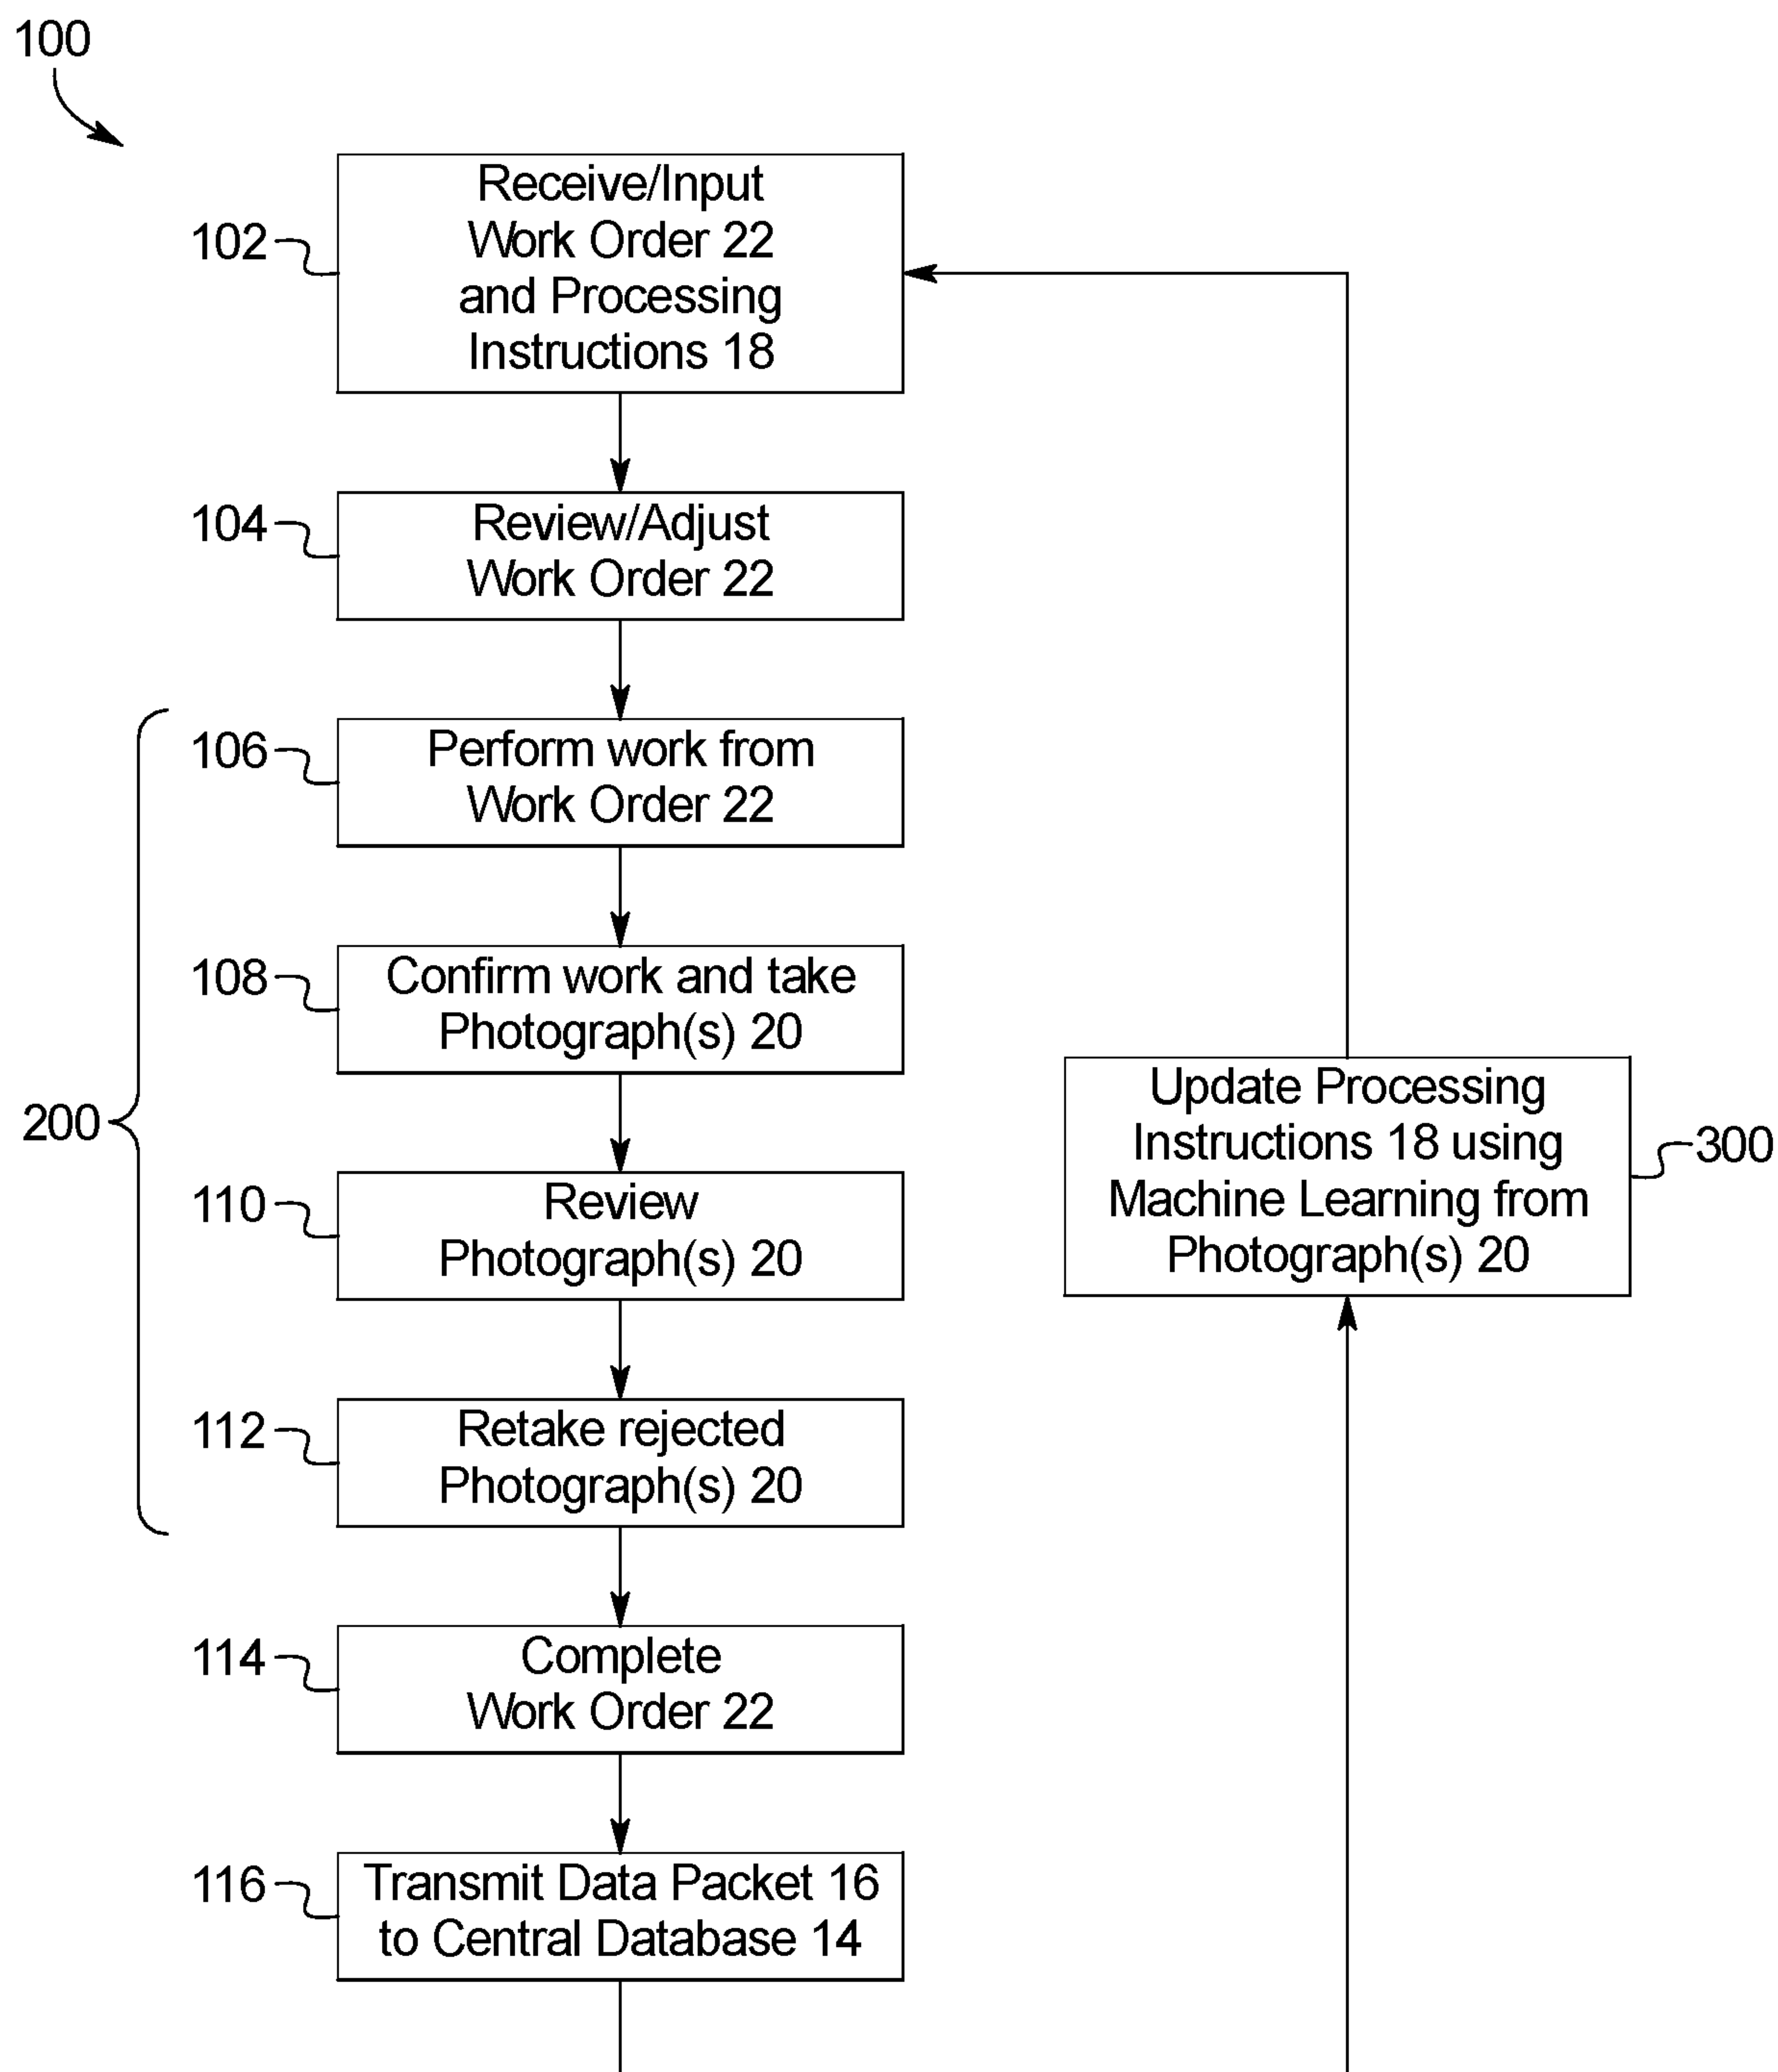 100
102
Receive/Input
Work Order 22
and Processing
Instructions 18
104
Review/Adjust
Work Order 22
200
106
Perform work from
Work Order 22
108
Confirm work and take
Photograph(s) 20
110
Review
Photograph(s) 20
112
Retake rejected
Photograph(s) 20
114
Complete
Work Order 22
116
Transmit Data Packet 16
to Central Database 14
Update Processing
Instructions 18 using
Machine Learning from
Photograph(s) 20
300